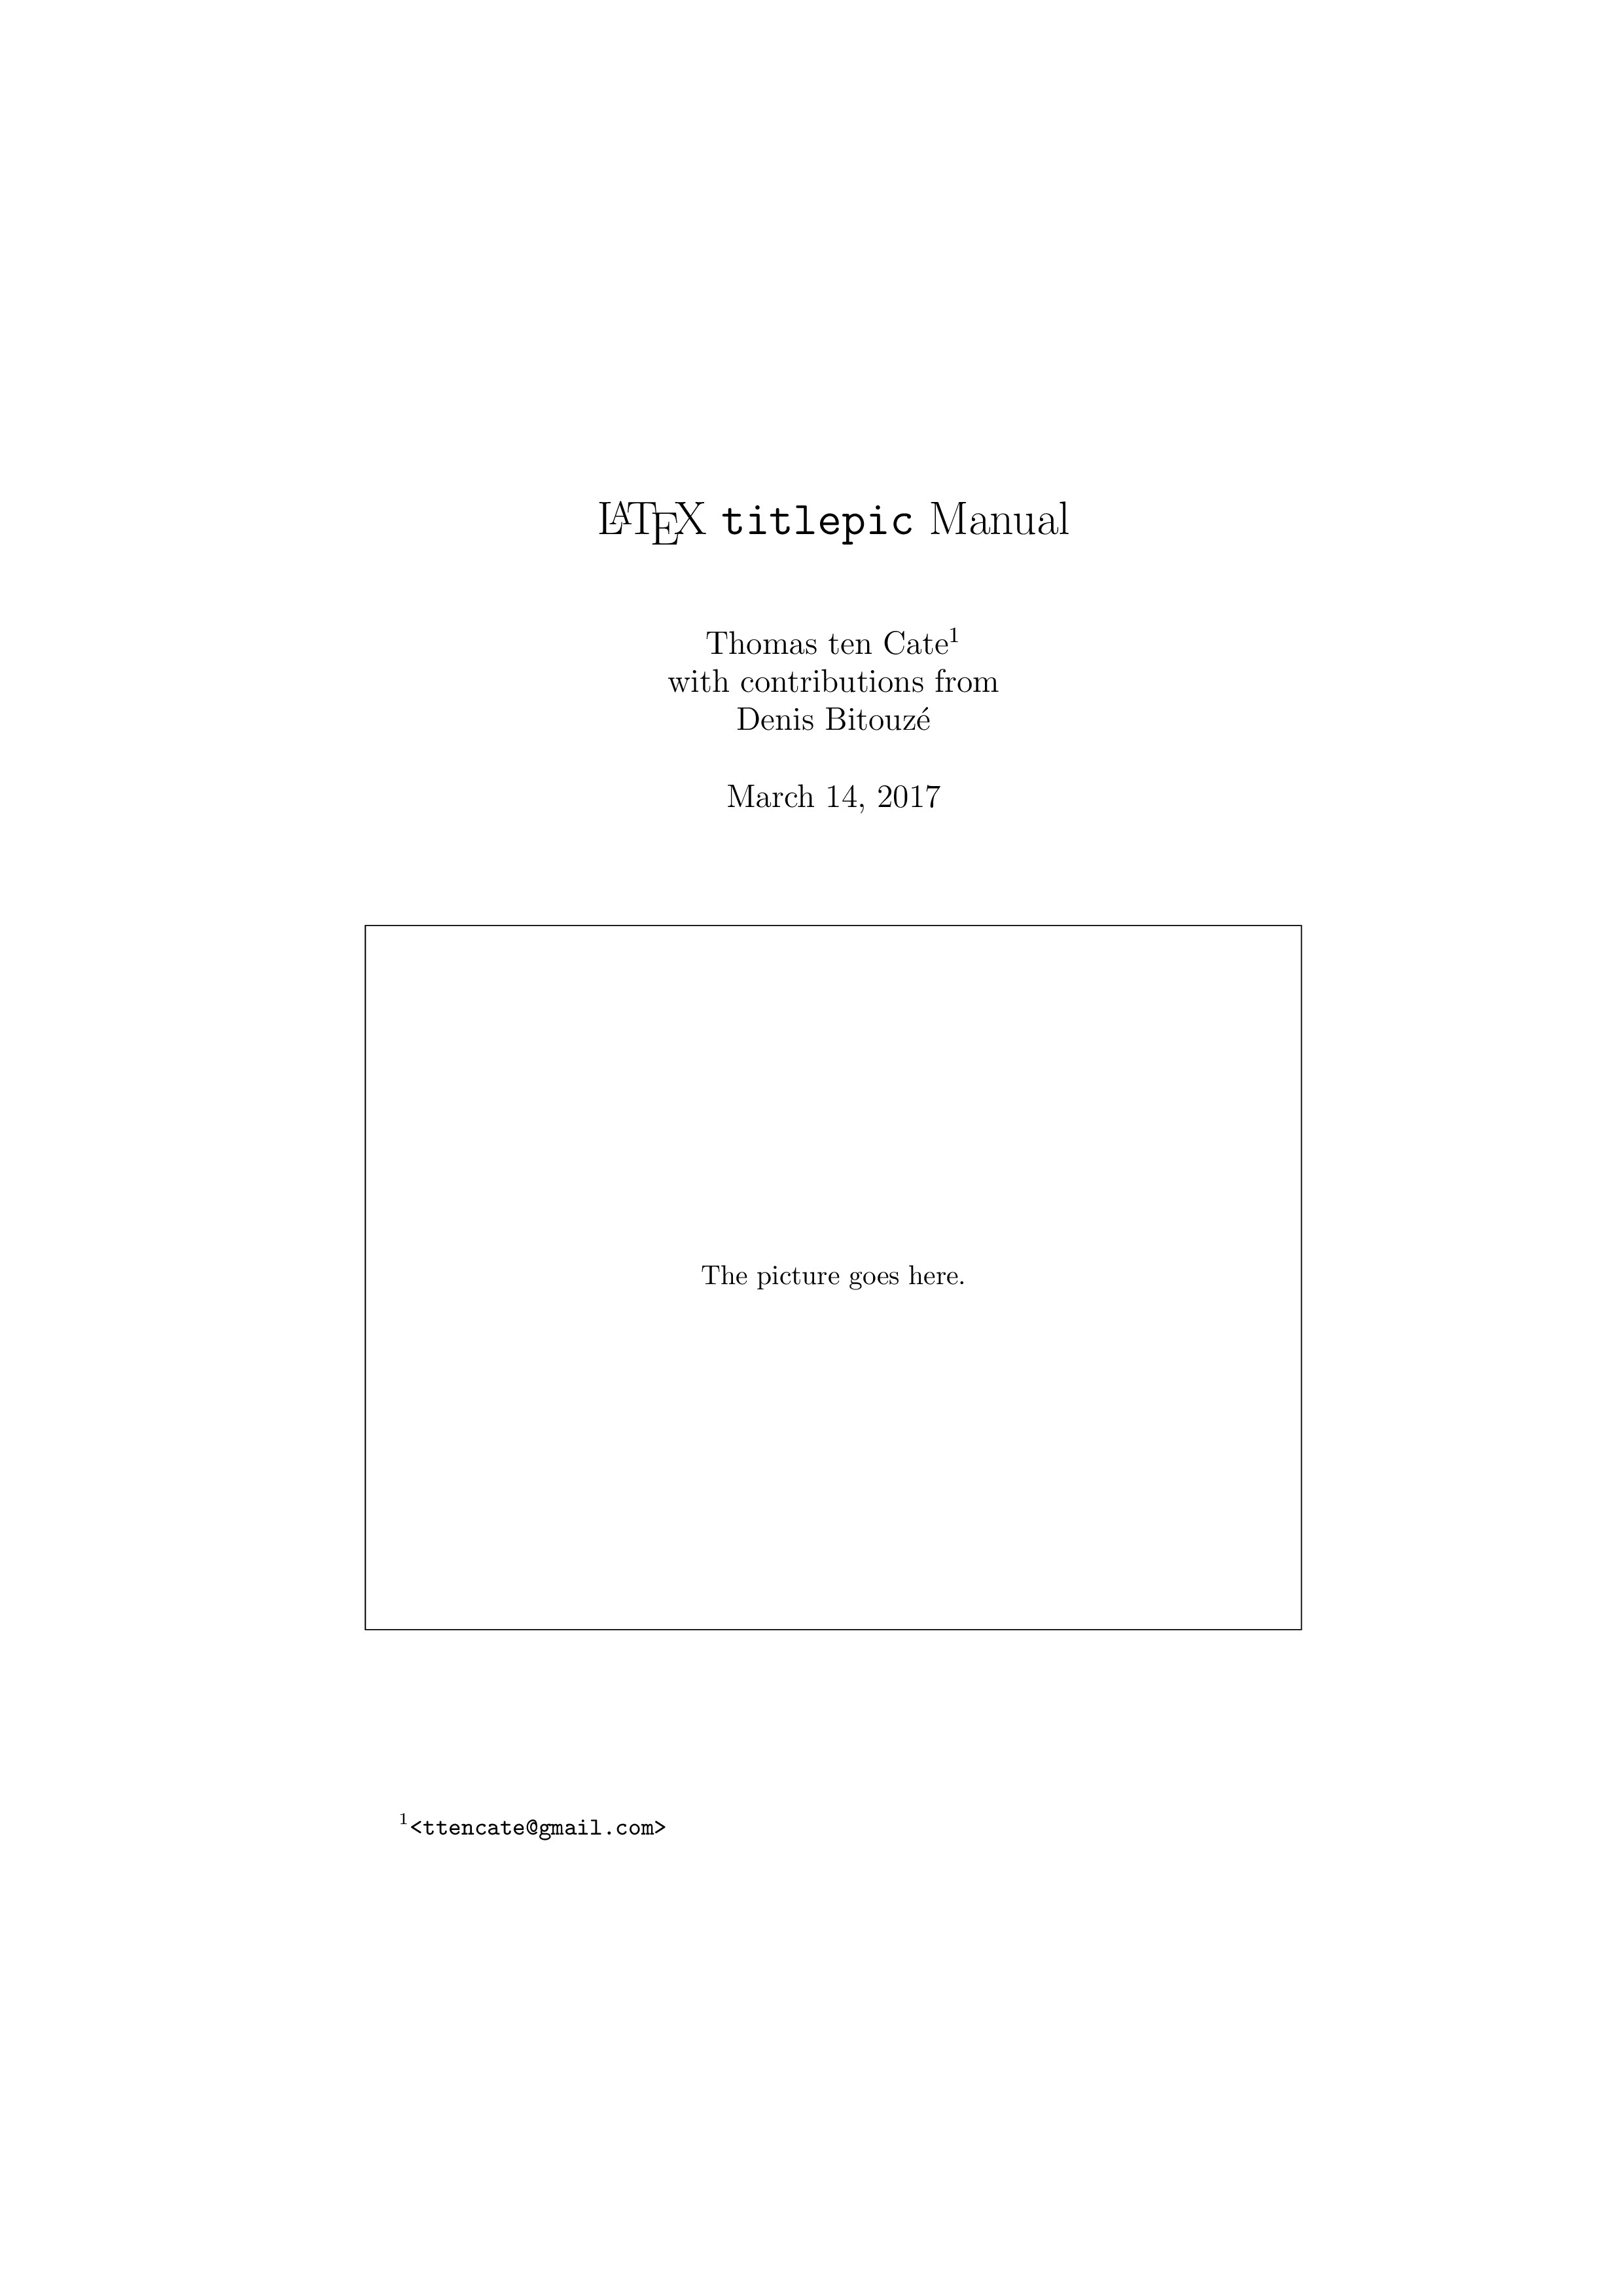 LATEX titlepic Manual
Thomas ten Cate¹
with contributions from
Denis Bitouzé
March 14, 2017
The picture goes here.
¹<ttencate@gmail.com>